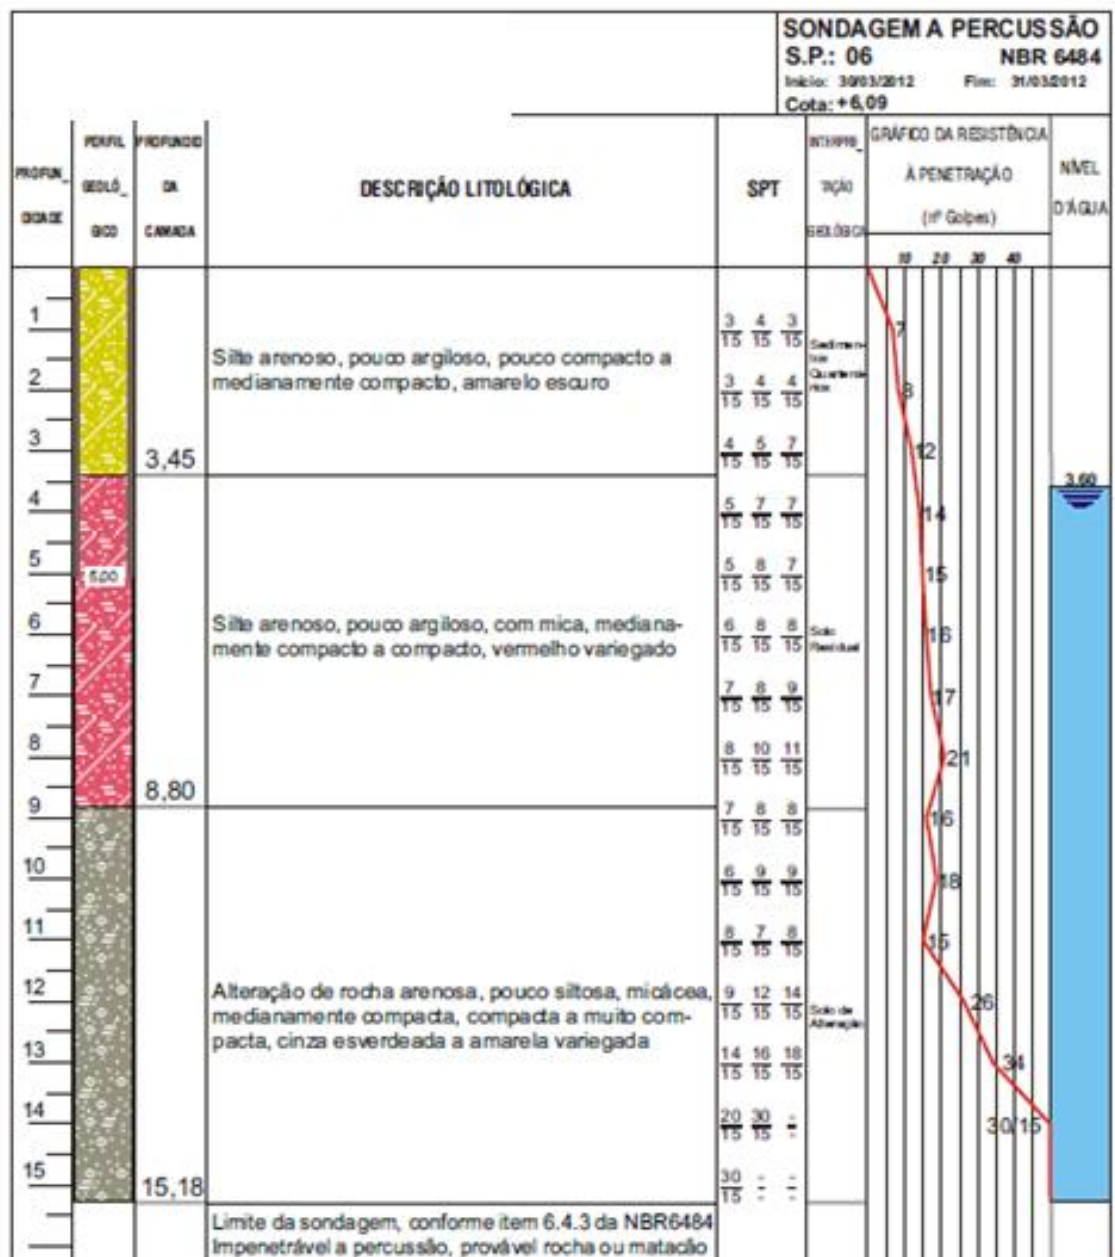 SONDAGEM A PERCUSSÃO
S.P.: 06 NBR 6484
Início: 30/03/2012 Fim: 31/03/2012
Cota: +6,09
PROFUN_
DIDADE
PERFIL
GEOLÓ_
GICO
PROFUNDID
DA
CAMADA
DESCRIÇÃO LITOLÓGICA
SPT
INTERPRE_
TAÇÃO
GEOLÓGICA
GRÁFICO DA RESISTÊNCIA
À PENETRAÇÃO
(nº Golpes)
10 20 30 40
NÍVEL
D'ÁGUA
1
2
3
4
5
6
7
8
9
10
11
12
13
14
15
5,00
3,45
8,80
15,18
Silte arenoso, pouco argiloso, pouco compacto a
medianamente compacto, amarelo escuro
Silte arenoso, pouco argiloso, com mica, mediana-
mente compacto a compacto, vermelho variegado
Alteração de rocha arenosa, pouco siltosa, micácea,
medianamente compacta, compacta a muito com-
pacta, cinza esverdeada a amarela variegada
Limite da sondagem, conforme item 6.4.3 da NBR6484
Impenetrável a percussão, provável rocha ou matacão
3 4 3
15 15 15
3 4 4
15 15 15
4 5 7
15 15 15
5 7 7
15 15 15
5 8 7
15 15 15
6 8 8
15 15 15
7 8 9
15 15 15
8 10 11
15 15 15
7 8 8
15 15 15
6 9 9
15 15 15
8 7 8
15 15 15
9 12 14
15 15 15
14 16 18
15 15 15
20 30 -
15 15 -
30 - -
15 - -
Sedimen-
tos
Quaterná-
rios
Solo
Residual
Solo de
Alteração
7
8
12
14
15
16
17
21
16
18
15
26
34
30/15
3.60